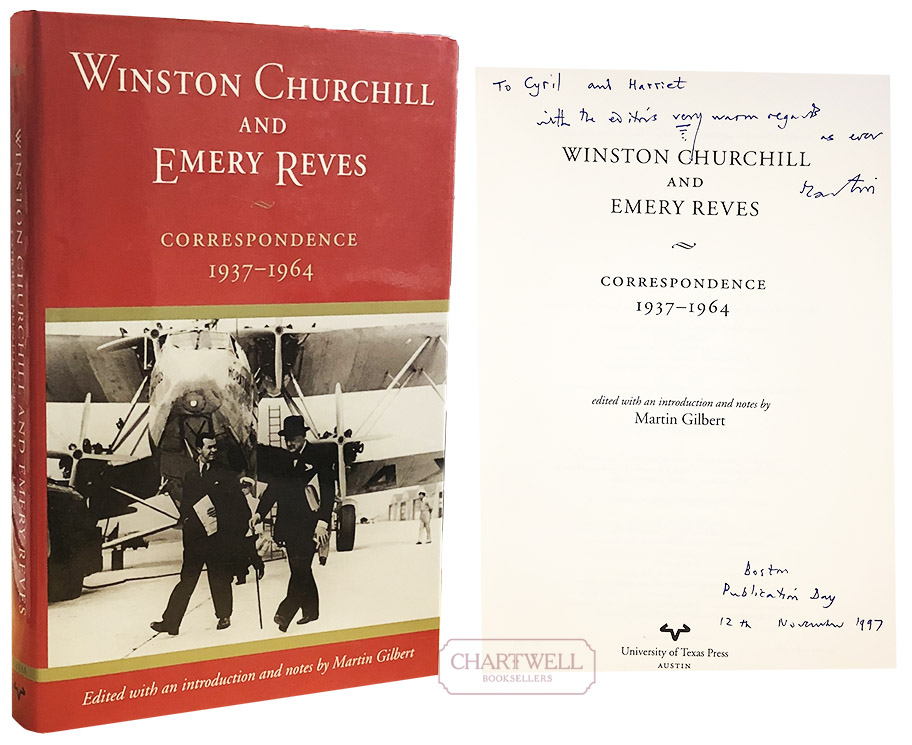 WINSTON CHURCHILL
AND
EMERY REVES
CORRESPONDENCE
1937–1964
Edited with an introduction and notes by Martin Gilbert
WINSTON CHURCHILL AND EMERY REVES
To Cyril and Harriet
with the editor's very warm regards
as ever
Martin
WINSTON CHURCHILL
AND
EMERY REVES
CORRESPONDENCE
1937–1964
edited with an introduction and notes by
Martin Gilbert
Boston
Publication Day
12th November 1997
University of Texas Press
AUSTIN
CHARTWELL
BOOKSELLERS